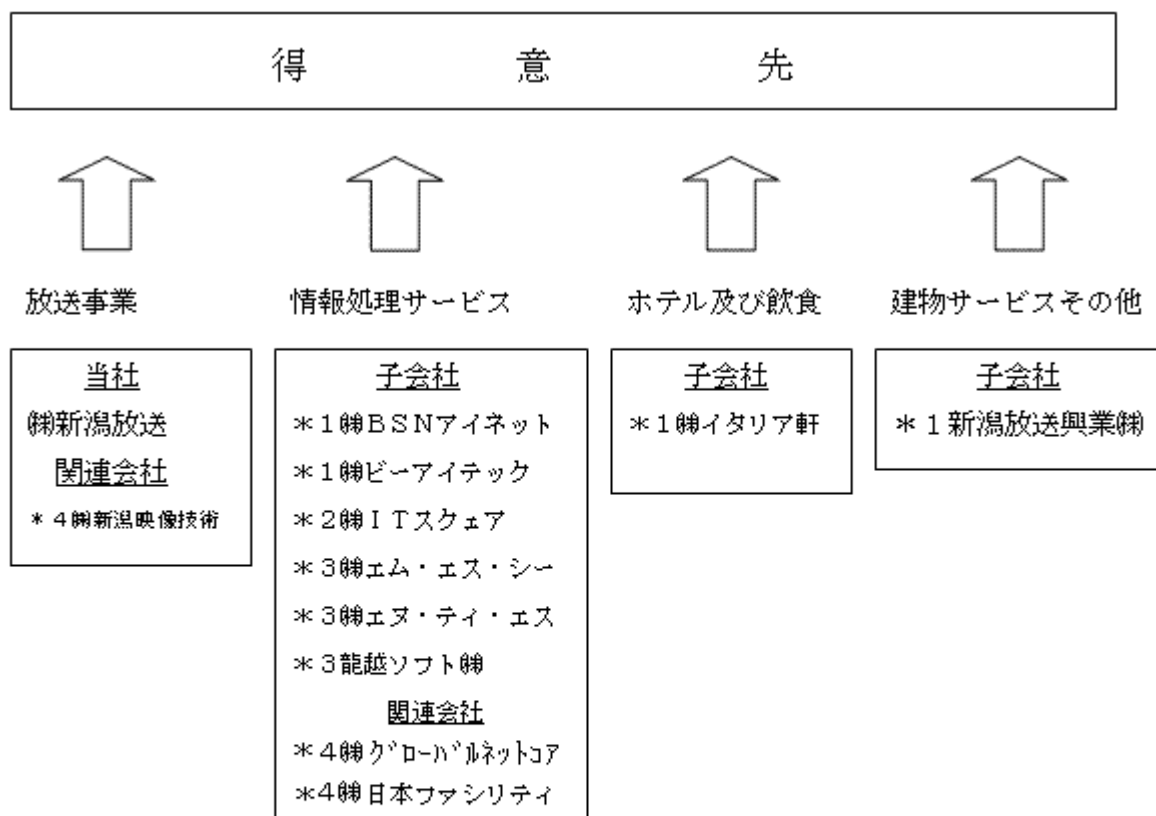 得意先
放送事業
情報処理サービス
ホテル及び飲食
建物サービスその他
当社
㈱新潟放送
関連会社
*4㈱新潟映像技術
子会社
*1㈱BSNアイネット
*1㈱ビーアイテック
*2㈱ITスクェア
*3㈱エム・エス・シー
*3㈱エヌ・ティ・エス
*3龍越ソフト㈱
関連会社
*4㈱グローバルネットコア
*4㈱日本ファシリティ
子会社
*1㈱イタリア軒
子会社
*1新潟放送興業㈱